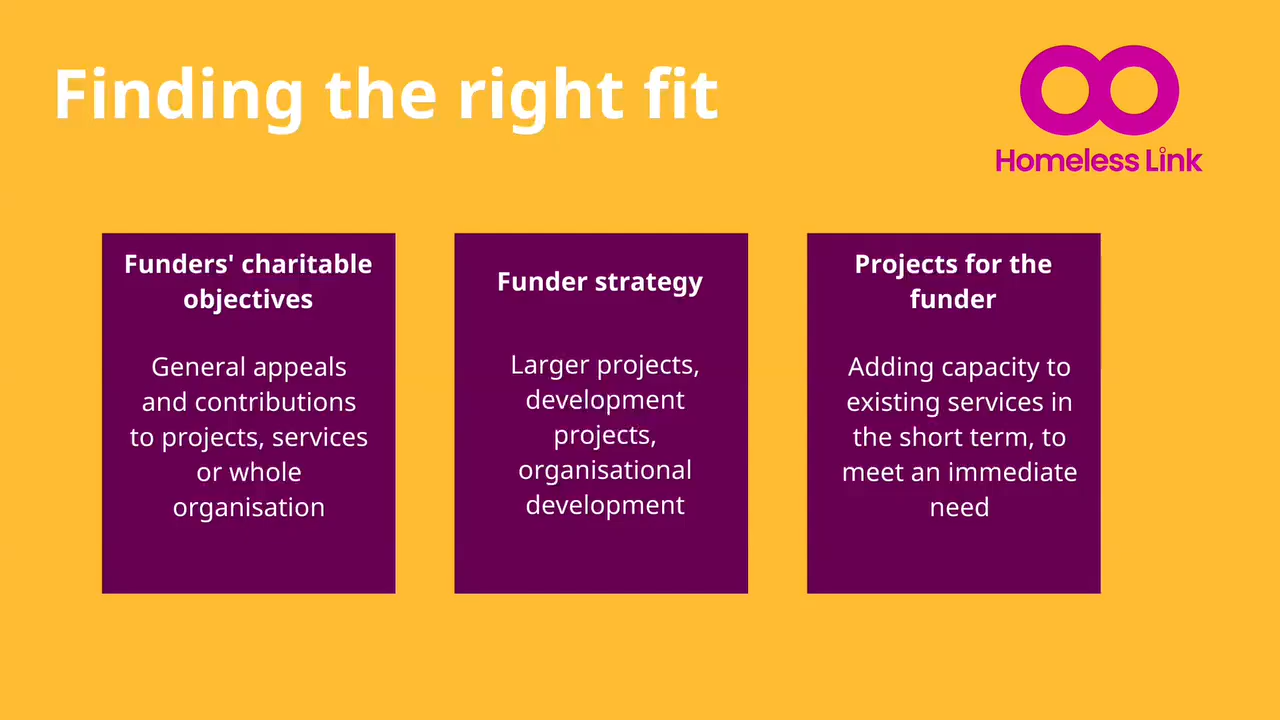 Finding the right fit
Homeless Link
Funders' charitable
objectives
General appeals
and contributions
to projects, services
or whole
organisation
Funder strategy
Larger projects,
development
projects,
organisational
development
Projects for the
funder
Adding capacity to
existing services in
the short term, to
meet an immediate
need